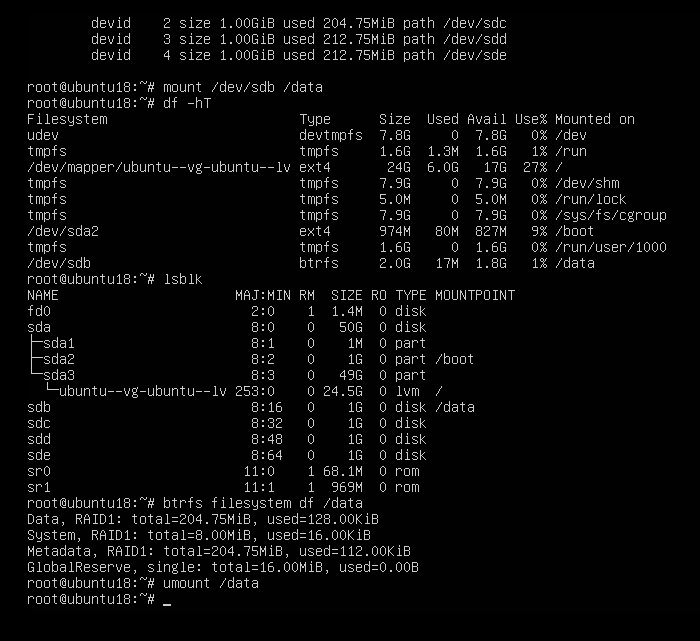 devid    2 size 1.00GiB used 204.75MiB path /dev/sdc
devid    3 size 1.00GiB used 212.75MiB path /dev/sdd
devid    4 size 1.00GiB used 212.75MiB path /dev/sde
root@ubuntu18:~# mount /dev/sdb /data
root@ubuntu18:~# df -hT
Filesystem                        Type      Size  Used Avail Use% Mounted on
udev                              devtmpfs  7.8G     0  7.8G   0% /dev
tmpfs                             tmpfs     1.6G  1.3M  1.6G   1% /run
/dev/mapper/ubuntu--vg-ubuntu--lv ext4       24G  6.0G   17G  27% /
tmpfs                             tmpfs     7.9G     0  7.9G   0% /dev/shm
tmpfs                             tmpfs     5.0M     0  5.0M   0% /run/lock
tmpfs                             tmpfs     7.9G     0  7.9G   0% /sys/fs/cgroup
/dev/sda2                         ext4      974M   80M  827M   9% /boot
tmpfs                             tmpfs     1.6G     0  1.6G   0% /run/user/1000
/dev/sdb                          btrfs     2.0G   17M  1.8G   1% /data
root@ubuntu18:~# lsblk
NAME                      MAJ:MIN RM  SIZE RO TYPE MOUNTPOINT
fd0                         2:0    1  1.4M  0 disk
sda                         8:0    0   50G  0 disk
├─sda1                      8:1    0    1M  0 part
├─sda2                      8:2    0    1G  0 part /boot
└─sda3                      8:3    0   49G  0 part
  └─ubuntu--vg-ubuntu--lv 253:0    0 24.5G  0 lvm  /
sdb                         8:16   0    1G  0 disk /data
sdc                         8:32   0    1G  0 disk
sdd                         8:48   0    1G  0 disk
sde                         8:64   0    1G  0 disk
sr0                        11:0    1 68.1M  0 rom
sr1                        11:1    1  969M  0 rom
root@ubuntu18:~# btrfs filesystem df /data
Data, RAID1: total=204.75MiB, used=128.00KiB
System, RAID1: total=8.00MiB, used=16.00KiB
Metadata, RAID1: total=204.75MiB, used=112.00KiB
GlobalReserve, single: total=16.00MiB, used=0.00B
root@ubuntu18:~# umount /data
root@ubuntu18:~# _